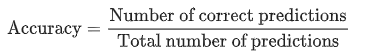 Accuracy = Number of correct predictions / Total number of predictions